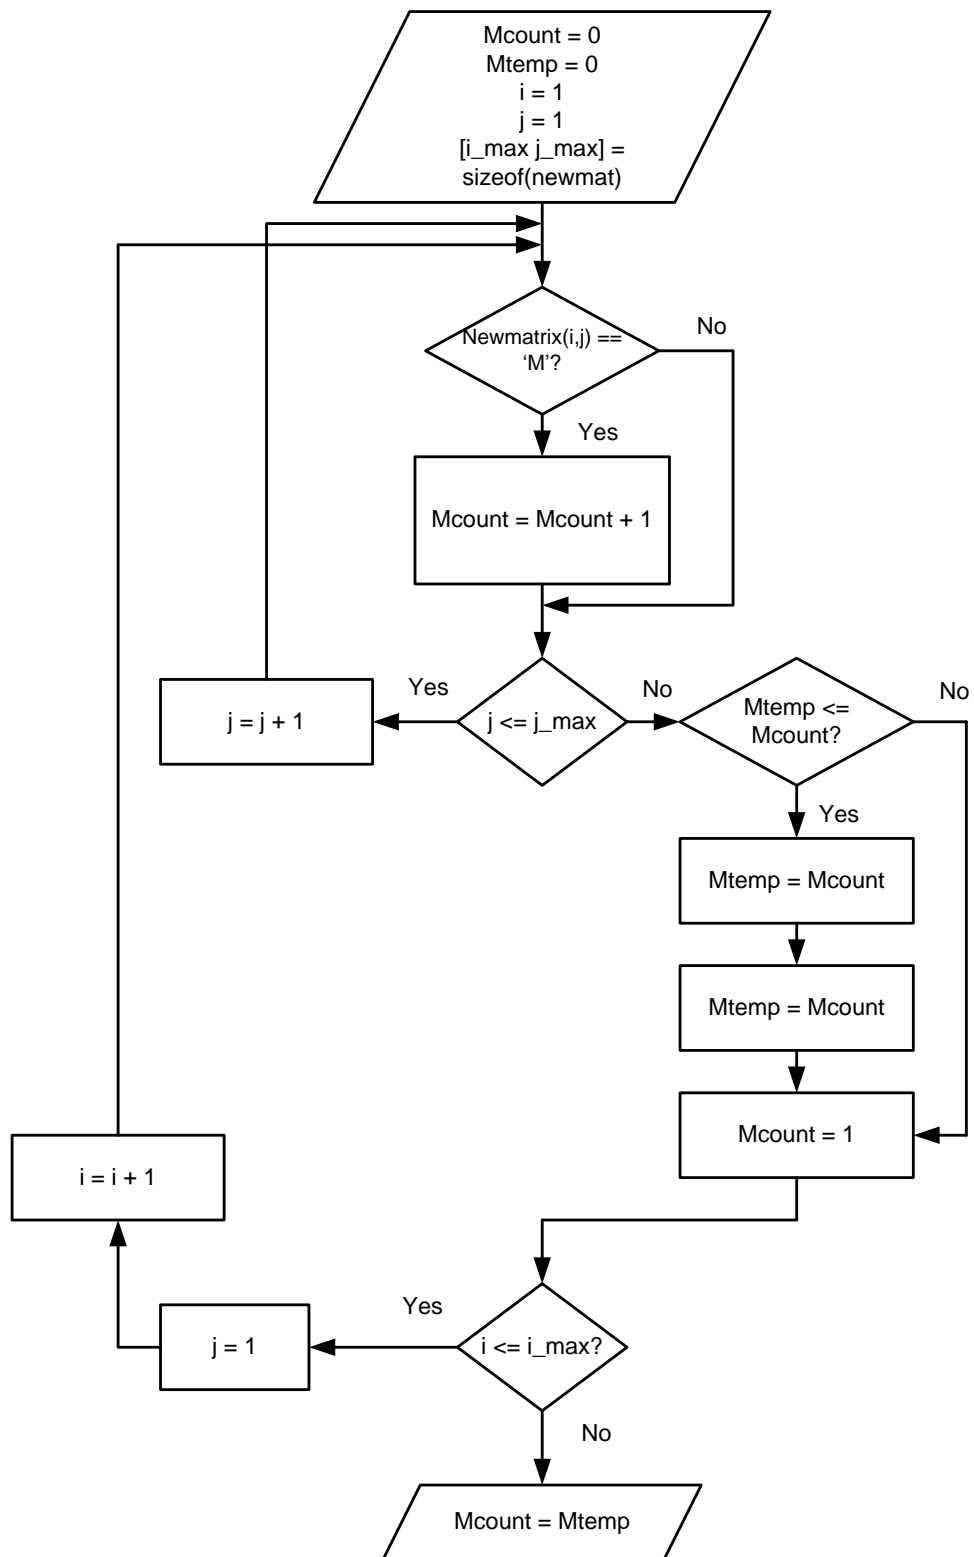 Mcount = 0
Mtemp = 0
i = 1
j = 1
[i_max j_max] =
sizeof(newmat)
Newmatrix(i,j) ==
‘M’?
No
Yes
Mcount = Mcount + 1
j = j + 1
Yes
j <= j_max
No
Mtemp <=
Mcount?
No
Yes
Mtemp = Mcount
Mtemp = Mcount
Mcount = 1
i = i + 1
j = 1
Yes
i <= i_max?
No
Mcount = Mtemp